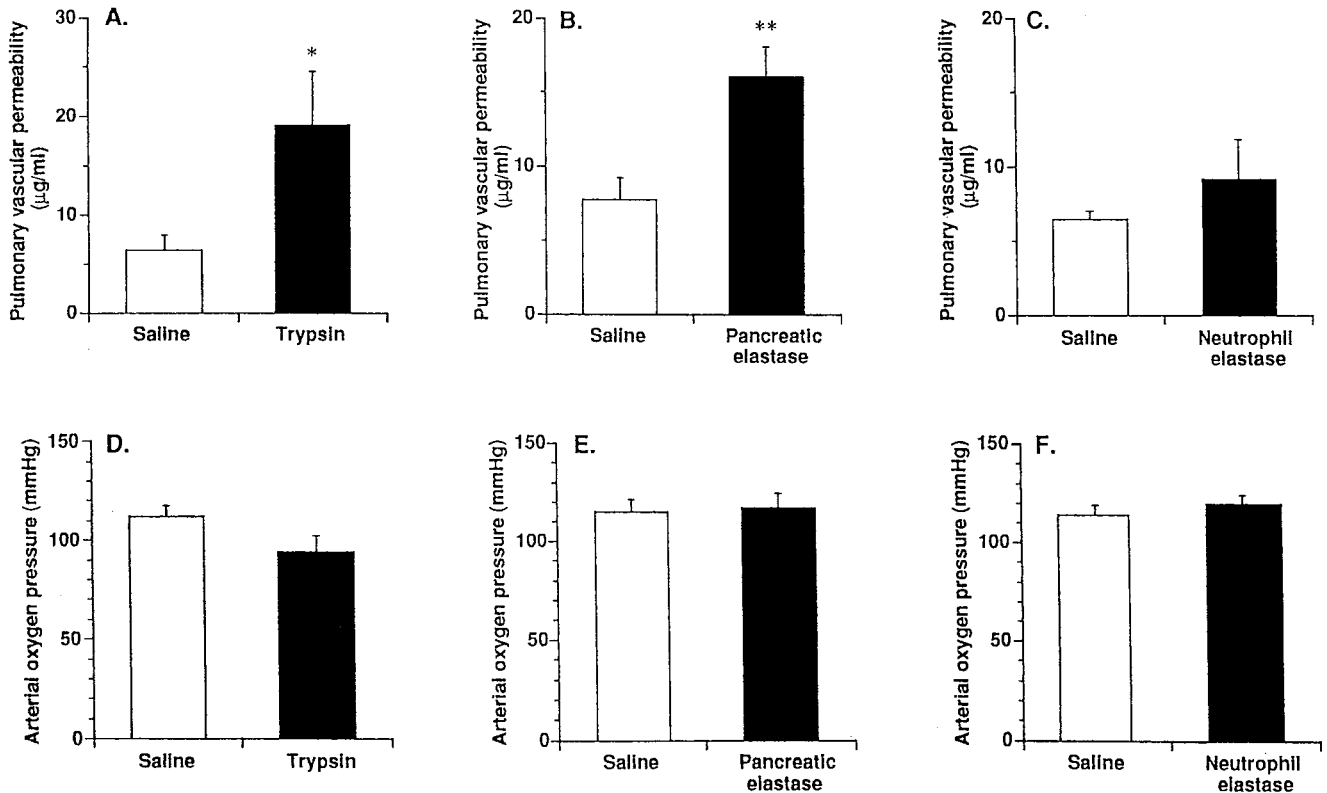 A.
Pulmonary vascular permeability
(μg/ml)
30
20
10
0
*
Saline
Trypsin
B.
Pulmonary vascular permeability
(μg/ml)
20
10
0
**
Saline
Pancreatic
elastase
C.
Pulmonary vascular permeability
(μg/ml)
20
10
0
Saline
Neutrophil
elastase
D.
Arterial oxygen pressure (mmHg)
150
100
50
0
Saline
Trypsin
E.
Arterial oxygen pressure (mmHg)
150
100
50
0
Saline
Pancreatic
elastase
F.
Arterial oxygen pressure (mmHg)
150
100
50
0
Saline
Neutrophil
elastase